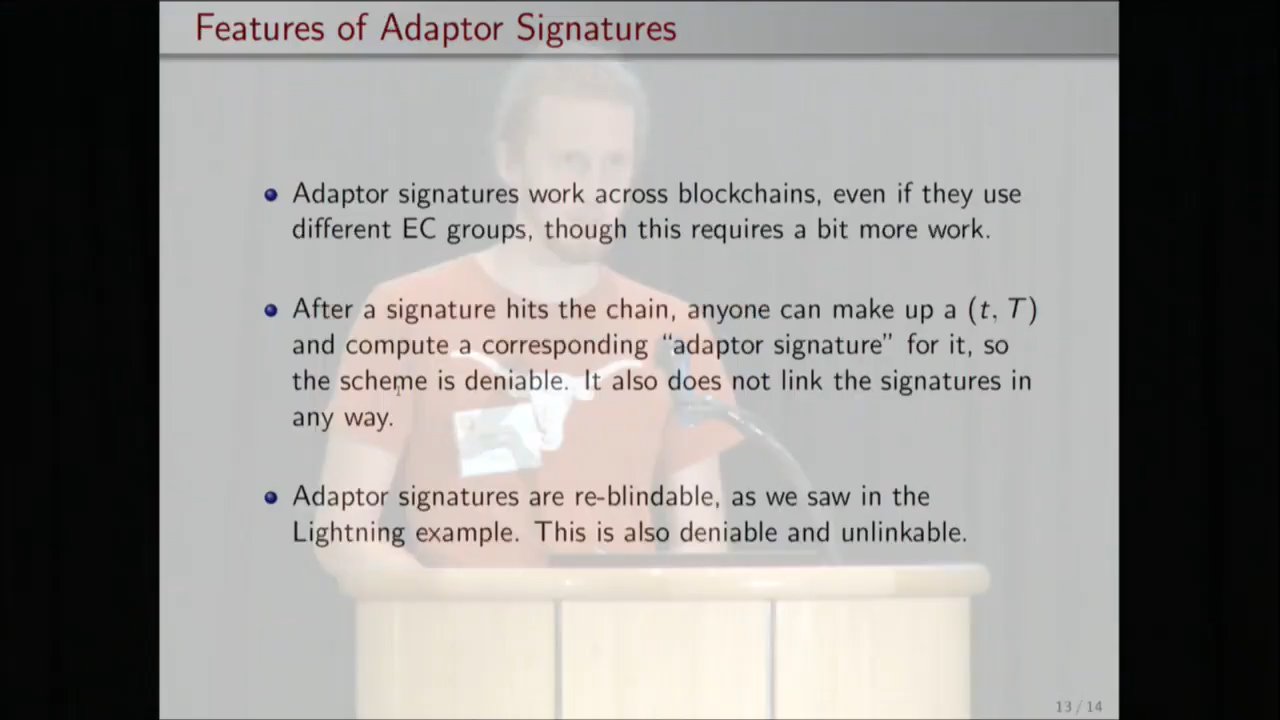 Features of Adaptor Signatures
Adaptor signatures work across blockchains, even if they use
different EC groups, though this requires a bit more work.
After a signature hits the chain, anyone can make up a (t, T)
and compute a corresponding “adaptor signature” for it, so
the scheme is deniable. It also does not link the signatures in
any way.
Adaptor signatures are re-blindable, as we saw in the
Lightning example. This is also deniable and unlinkable.
13 / 14